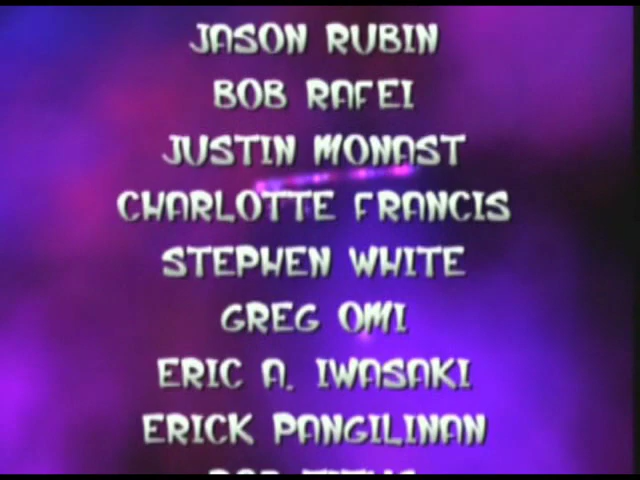 JASON RUBIN
BOB RAFEI
JUSTIN MONAST
CHARLOTTE FRANCIS
STEPHEN WHITE
GREG OMI
ERIC A. IWASAKI
ERICK PANGILINAN